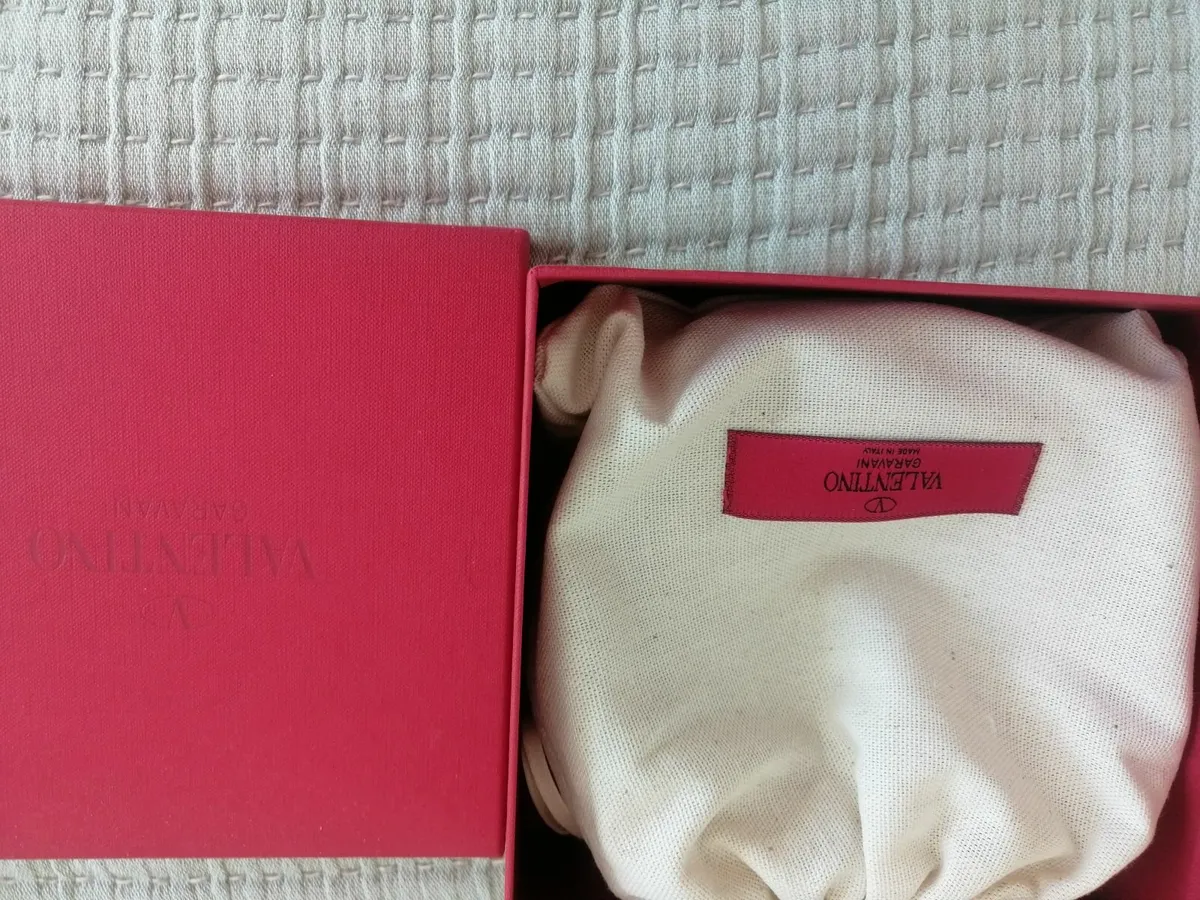 V
VALENTINO
GARAVANI
V
VALENTINO
GARAVANI
MADE IN ITALY